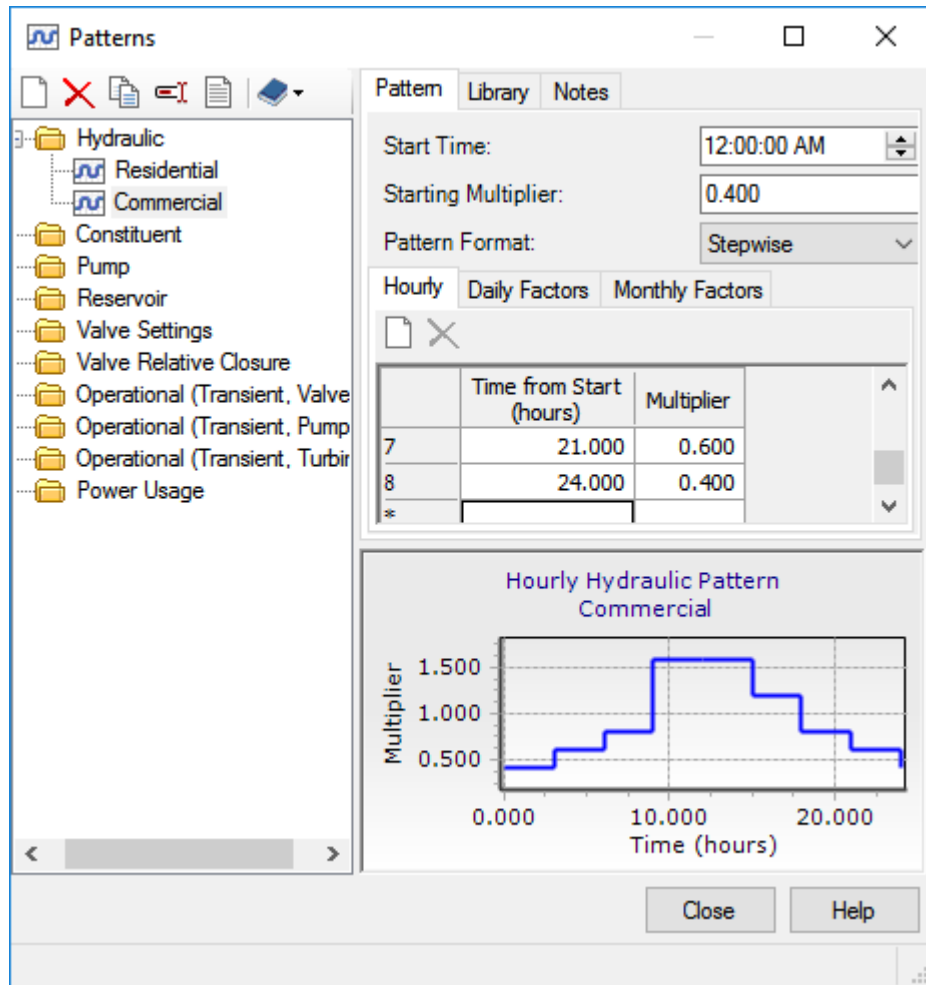 Patterns
Pattern Library Notes
Hydraulic
Residential
Commercial
Constituent
Pump
Reservoir
Valve Settings
Valve Relative Closure
Operational (Transient, Valve
Operational (Transient, Pump
Operational (Transient, Turbin
Power Usage
Start Time: 12:00:00 AM
Starting Multiplier: 0.400
Pattern Format: Stepwise
Hourly Daily Factors Monthly Factors
Time from Start
(hours) Multiplier
7 21.000 0.600
8 24.000 0.400
*
Hourly Hydraulic Pattern
Commercial
Multiplier
1.500
1.000
0.500
0.000 10.000 20.000
Time (hours)
Close Help